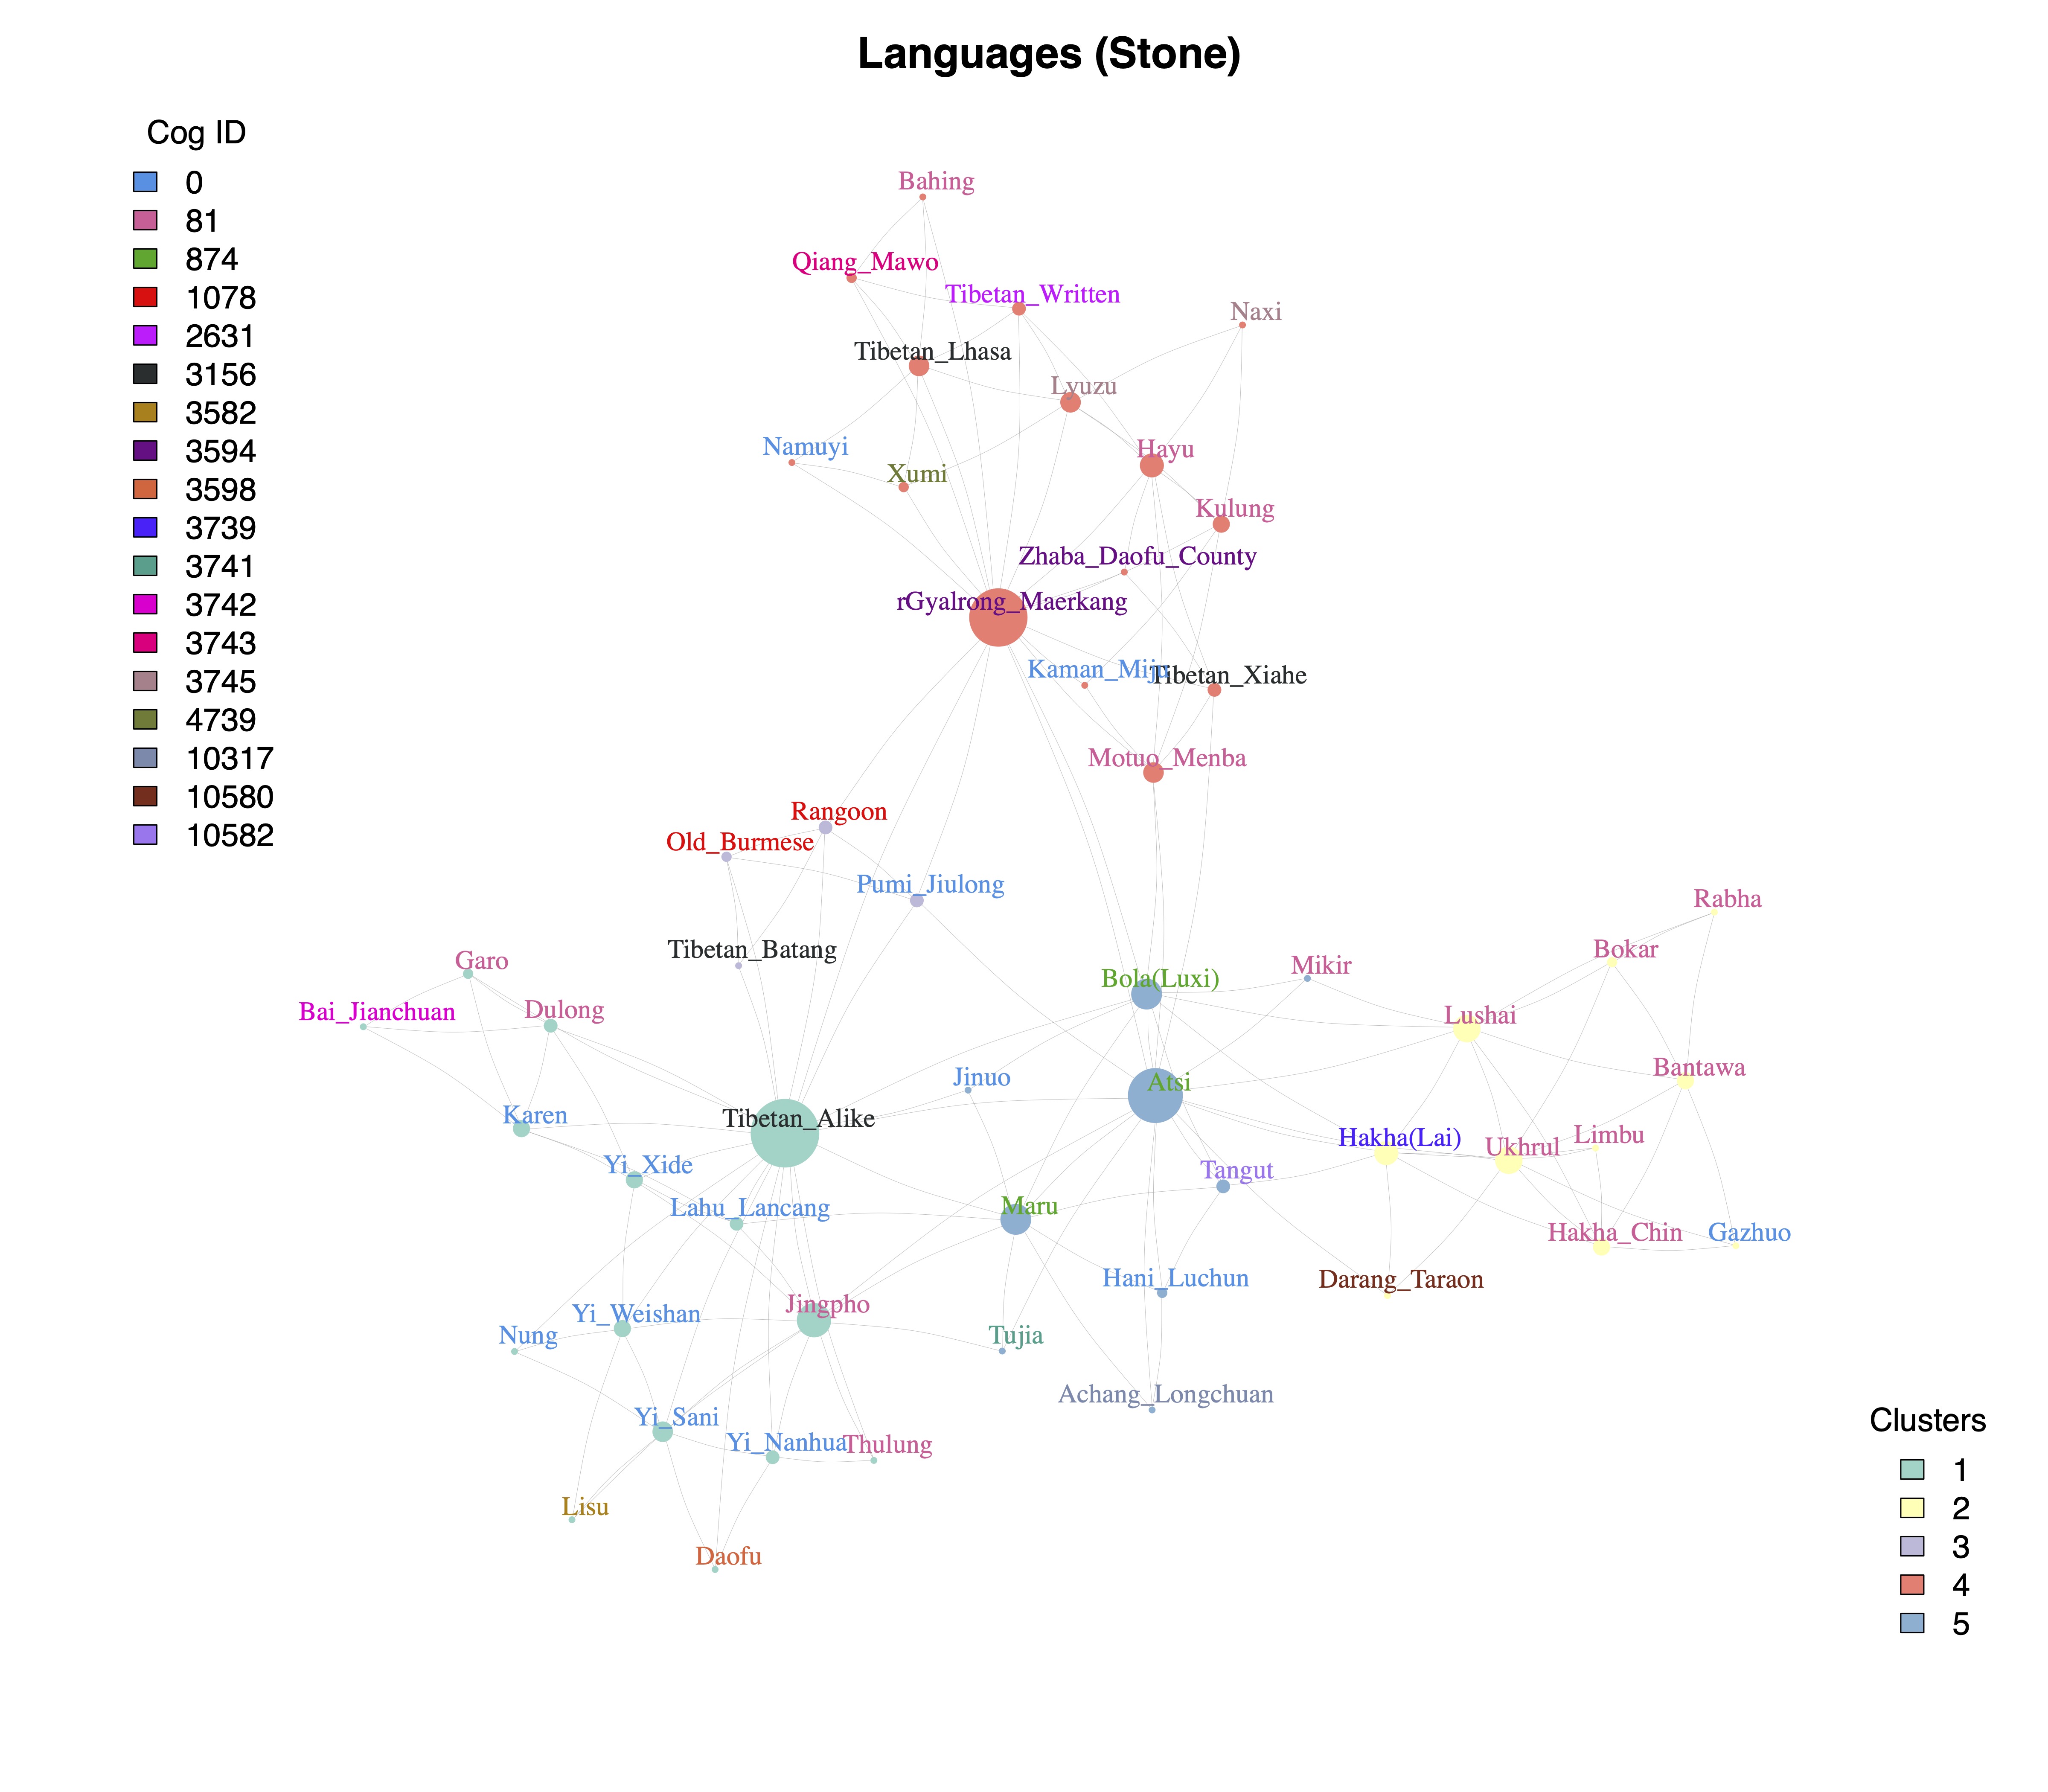 Languages (Stone)
Cog ID
0
81
874
1078
2631
3156
3582
3594
3598
3739
3741
3742
3743
3745
4739
10317
10580
10582
Bahing
Qiang_Mawo
Tibetan_Written
Naxi
Tibetan_Lhasa
Lyuzu
Namuyi
Hayu
Xumi
Kulung
Zhaba_Daofu_County
rGyalrong_Maerkang
Kaman_Miju
Tibetan_Xiahe
Motuo_Menba
Rangoon
Old_Burmese
Pumi_Jiulong
Rabha
Tibetan_Batang
Bokar
Garo
Mikir
Bola(Luxi)
Bai_Jianchuan
Dulong
Lushai
Jinuo
Atsi
Bantawa
Karen
Tibetan_Alike
Hakha(Lai)
Ukhrul
Limbu
Yi_Xide
Tangut
Lahu_Lancang
Maru
Hakha_Chin
Gazhuo
Hani_Luchun
Darang_Taraon
Jingpho
Yi_Weishan
Nung
Tujia
Achang_Longchuan
Yi_Sani
Yi_Nanhua
Thulung
Lisu
Daofu
Clusters
1
2
3
4
5